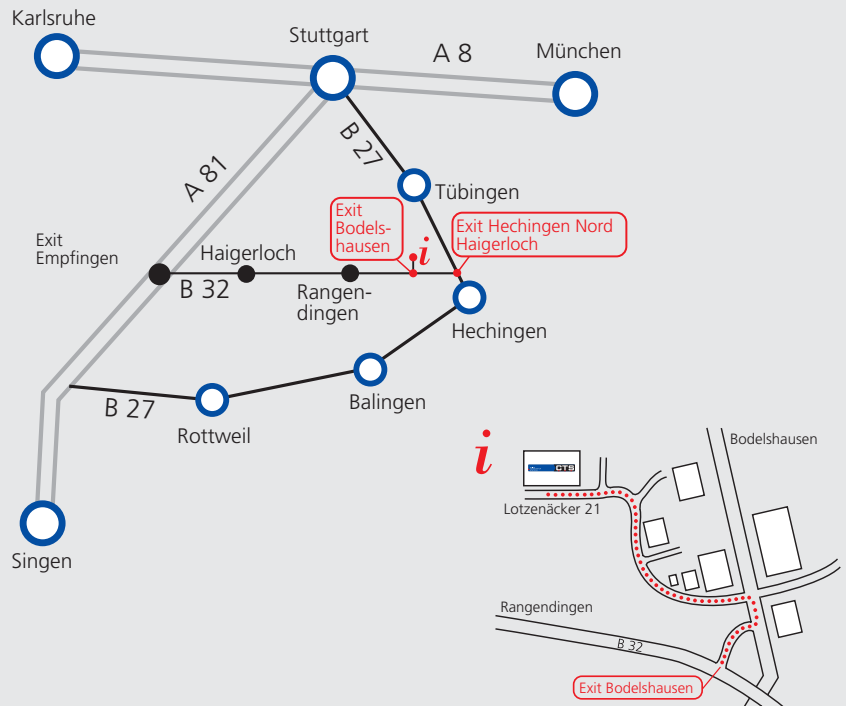 Karlsruhe
Stuttgart
A 8
München
B 27
A 81
Tübingen
Exit
Bodels-
hausen
Exit Hechingen Nord
Haigerloch
i
Exit
Empfingen
Haigerloch
B 32
Rangen-
dingen
Hechingen
B 27
Balingen
Rottweil
Singen
i
Bodelshausen
CTS
Lotzenäcker 21
Rangendingen
B 32
Exit Bodelshausen